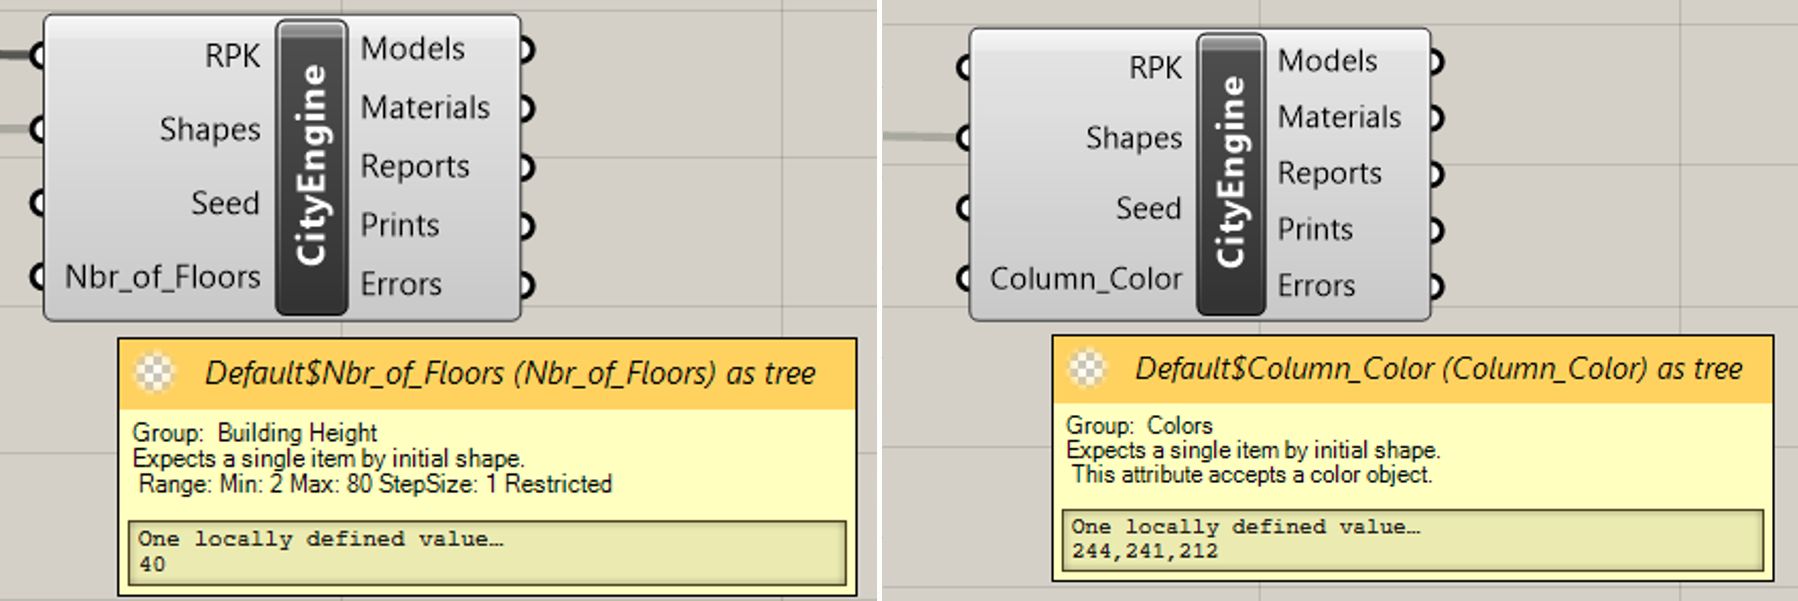 RPK
Shapes
Seed
Nbr_of_Floors
CityEngine
Models
Materials
Reports
Prints
Errors
Default$Nbr_of_Floors (Nbr_of_Floors) as tree
Group:  Building Height
Expects a single item by initial shape.
Range: Min: 2 Max: 80 StepSize: 1 Restricted
One locally defined value…
40
RPK
Shapes
Seed
Column_Color
CityEngine
Models
Materials
Reports
Prints
Errors
Default$Column_Color (Column_Color) as tree
Group:  Colors
Expects a single item by initial shape.
This attribute accepts a color object.
One locally defined value…
244,241,212